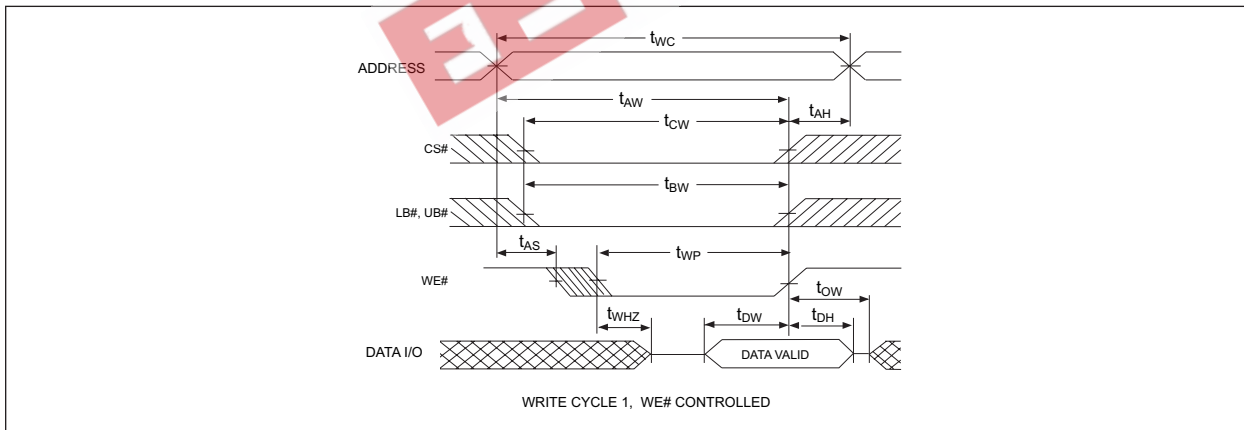 tWC
ADDRESS
tAW
tCW
tAH
CS#
tBW
LB#, UB#
tAS
tWP
WE#
tOW
tWHZ
tDW
tDH
DATA I/O
DATA VALID
WRITE CYCLE 1, WE# CONTROLLED